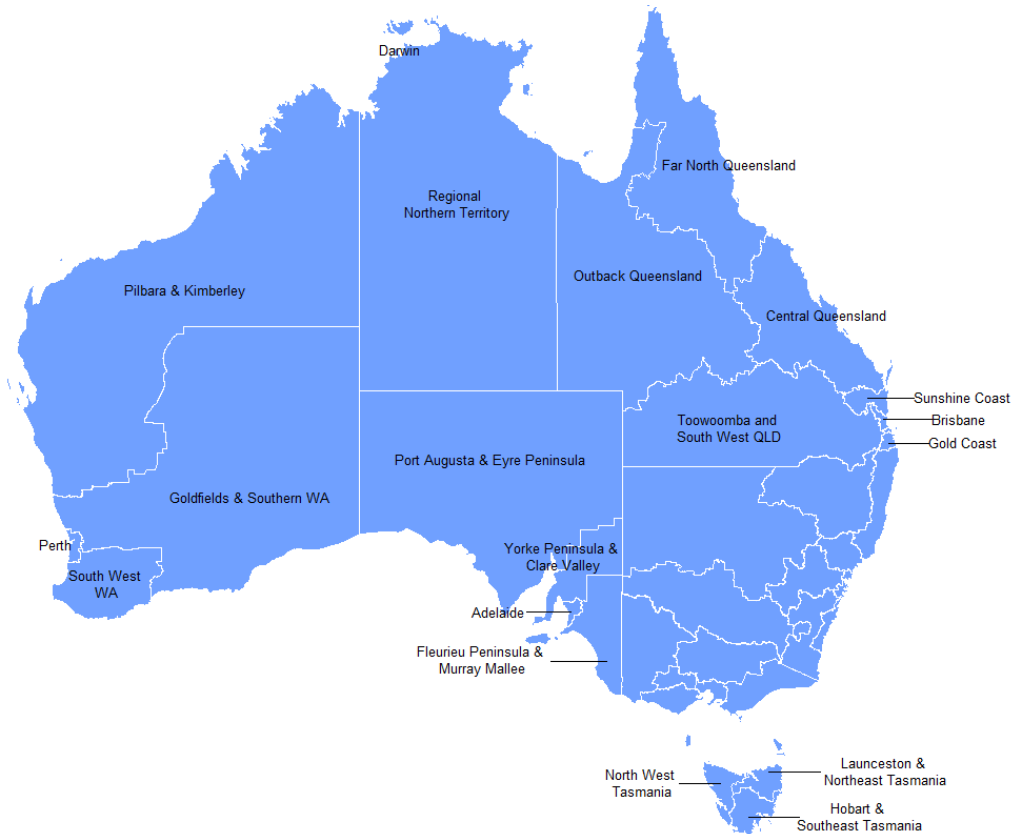 Darwin
Far North Queensland
Regional
Northern Territory
Outback Queensland
Pilbara & Kimberley
Central Queensland
Sunshine Coast
Toowoomba and
South West QLD
Brisbane
Gold Coast
Port Augusta & Eyre Peninsula
Goldfields & Southern WA
Perth
Yorke Peninsula &
Clare Valley
South West
WA
Adelaide
Fleurieu Peninsula &
Murray Mallee
Launceston &
Northeast Tasmania
North West
Tasmania
Hobart &
Southeast Tasmania